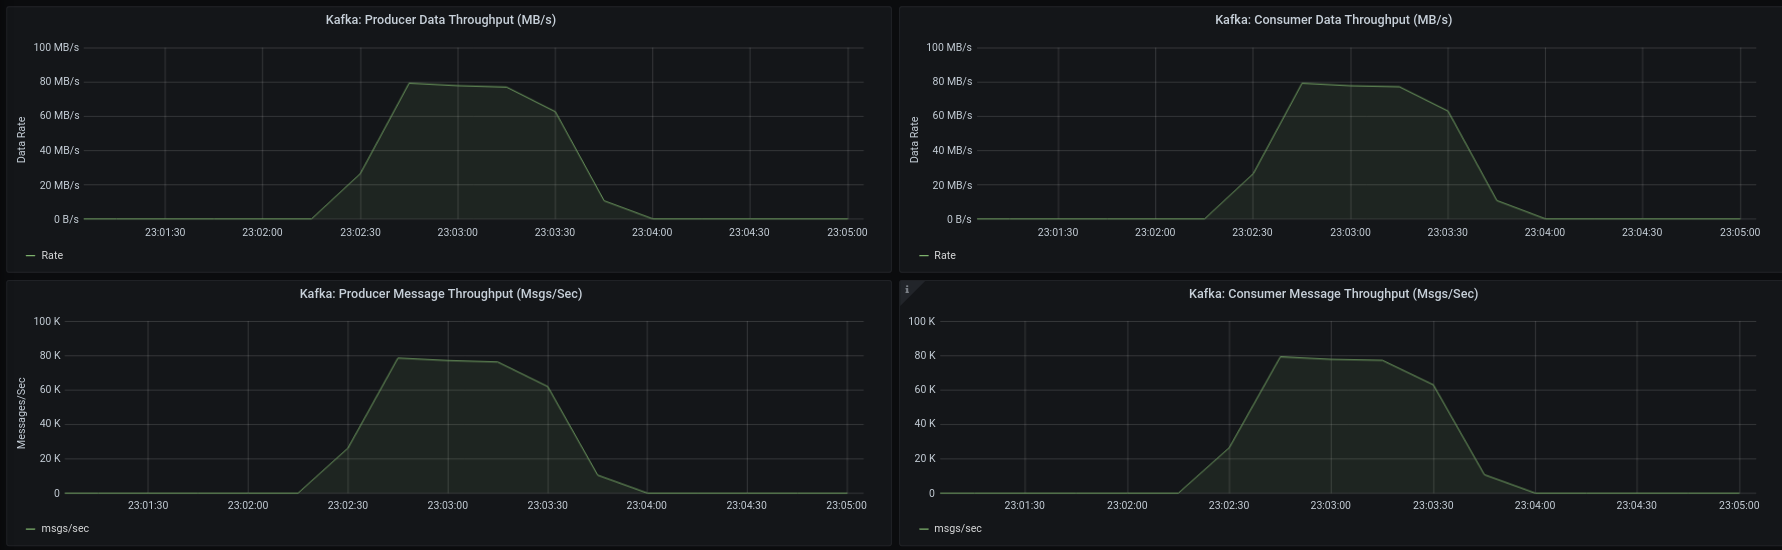 Kafka: Producer Data Throughput (MB/s)
100 MB/s
80 MB/s
60 MB/s
40 MB/s
20 MB/s
0 B/s
Data Rate
23:01:30 23:02:00 23:02:30 23:03:00 23:03:30 23:04:00 23:04:30 23:05:00
Rate
Kafka: Consumer Data Throughput (MB/s)
100 MB/s
80 MB/s
60 MB/s
40 MB/s
20 MB/s
0 B/s
Data Rate
23:01:30 23:02:00 23:02:30 23:03:00 23:03:30 23:04:00 23:04:30 23:05:00
Rate
Kafka: Producer Message Throughput (Msgs/Sec)
100 K
80 K
60 K
40 K
20 K
0
Messages/Sec
23:01:30 23:02:00 23:02:30 23:03:00 23:03:30 23:04:00 23:04:30 23:05:00
msgs/sec
i
Kafka: Consumer Message Throughput (Msgs/Sec)
100 K
80 K
60 K
40 K
20 K
0
23:01:30 23:02:00 23:02:30 23:03:00 23:03:30 23:04:00 23:04:30 23:05:00
msgs/sec